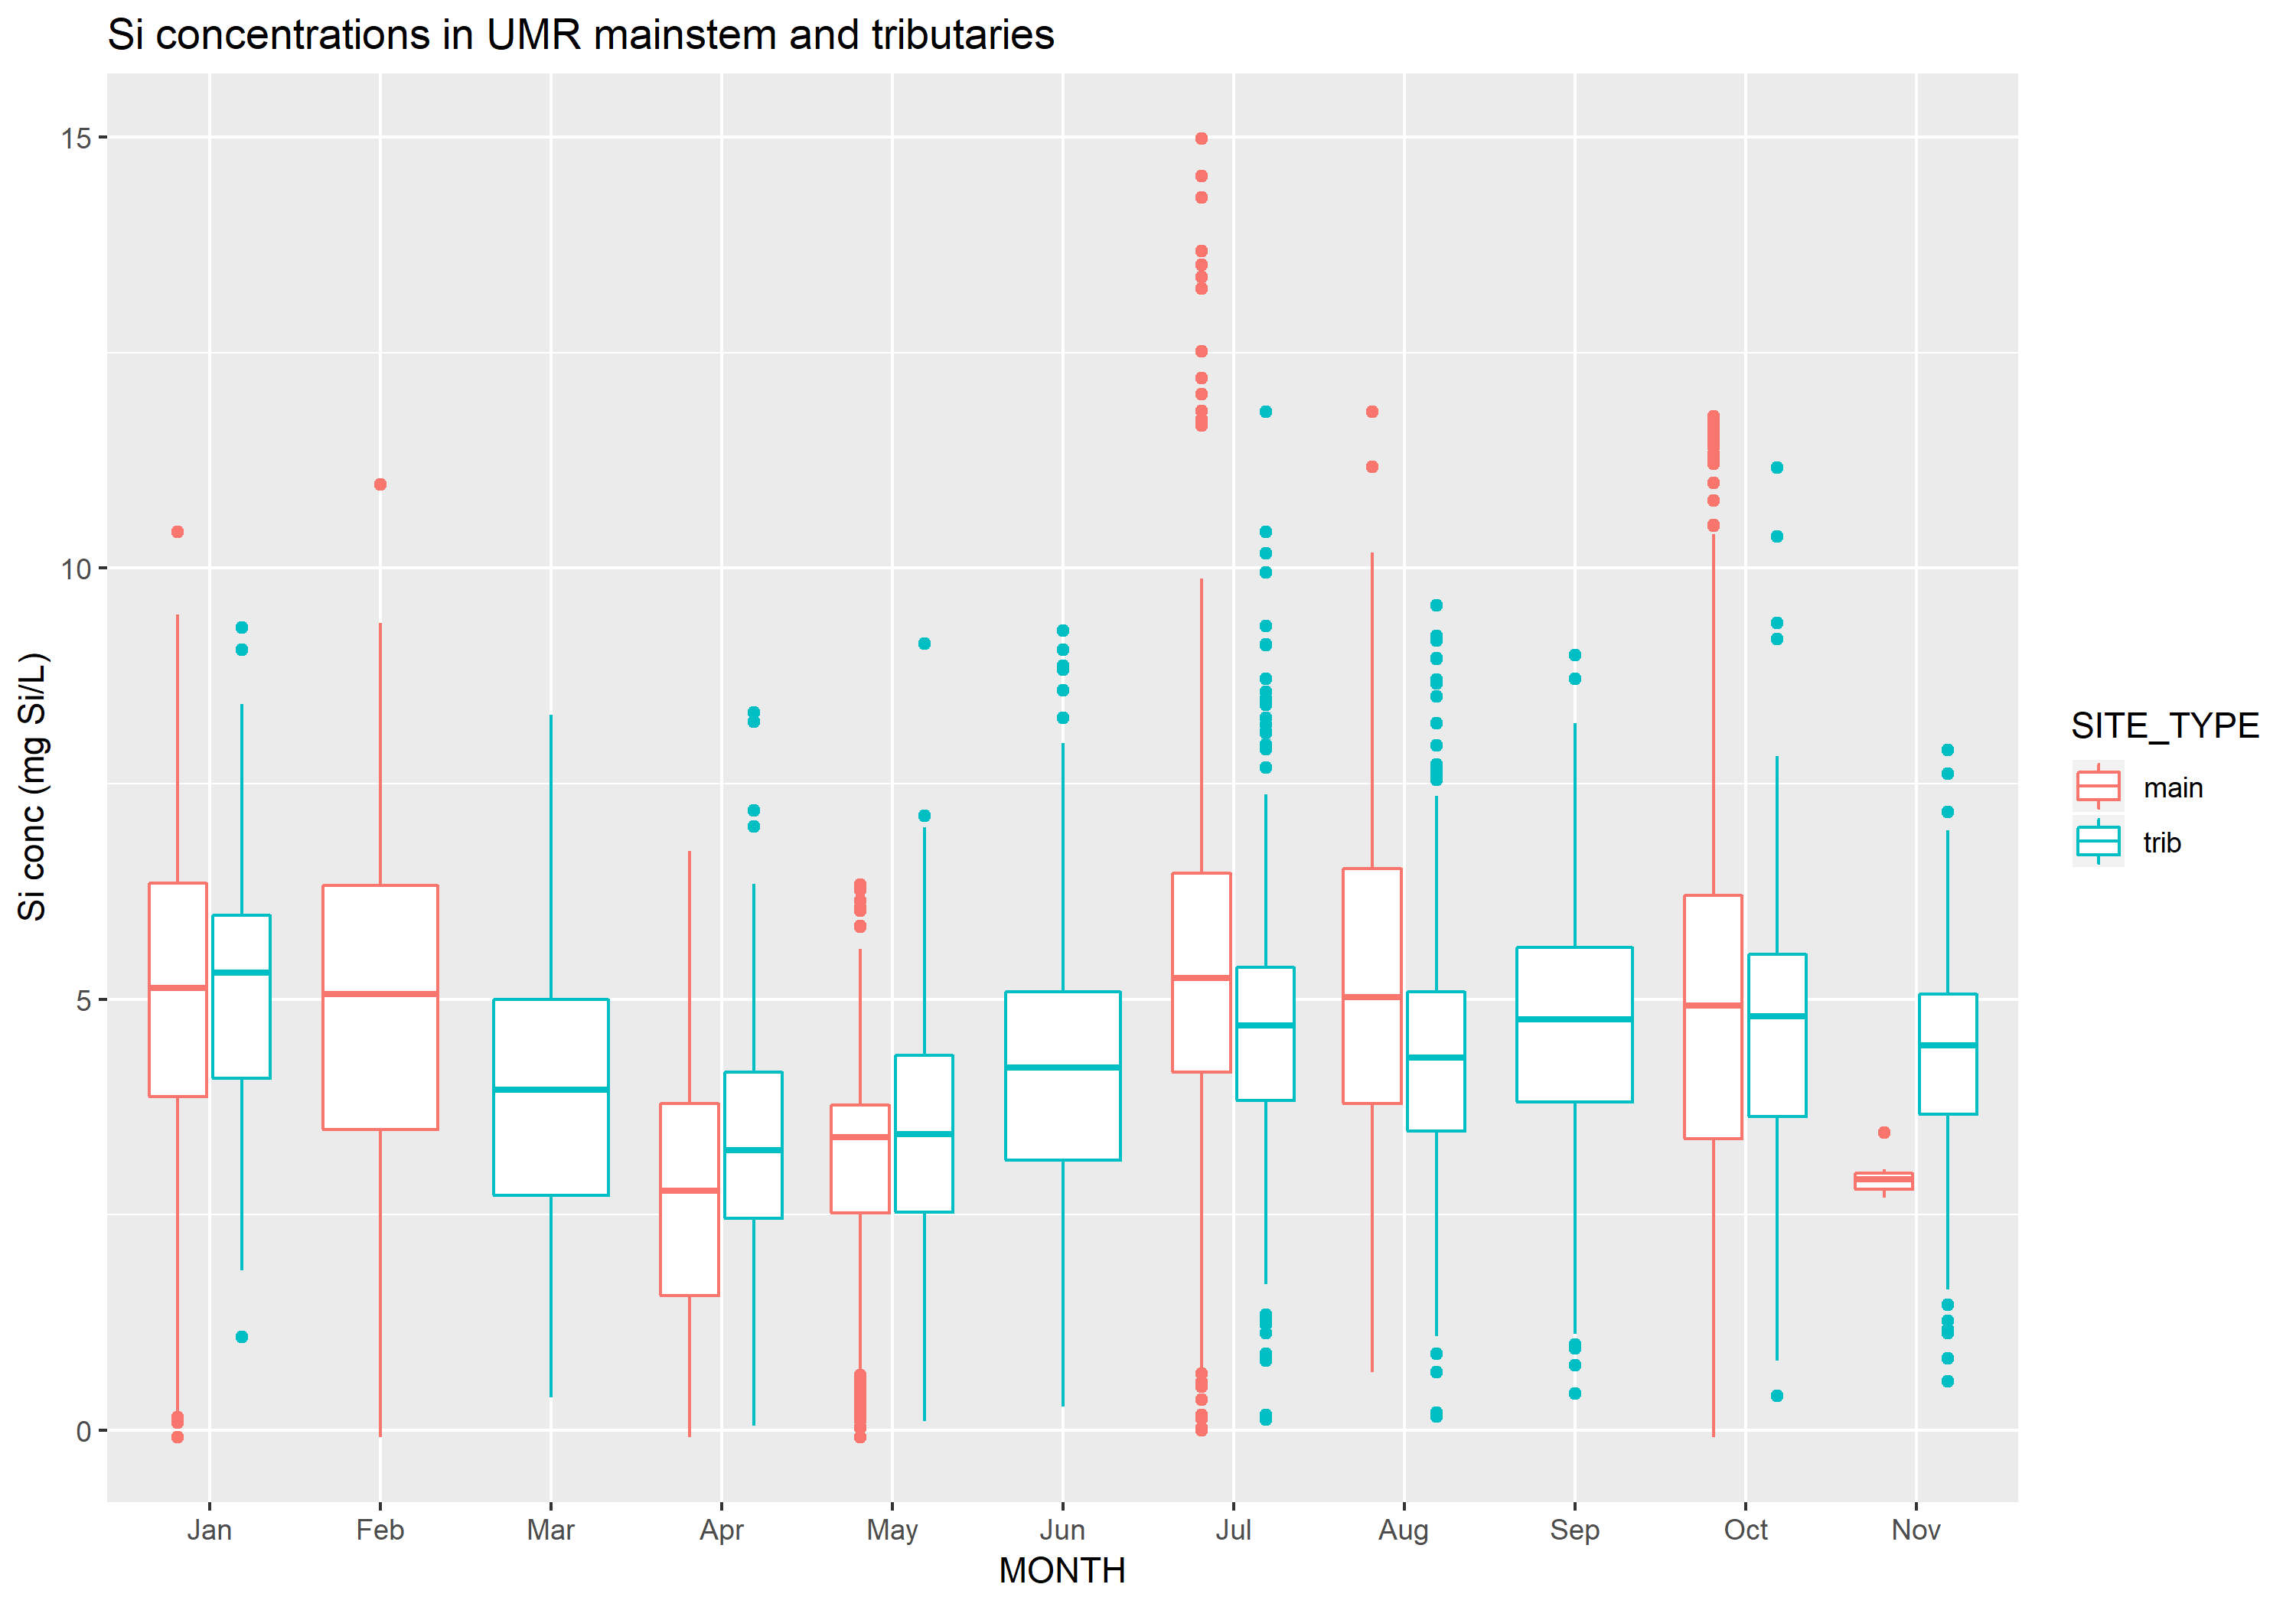 Si concentrations in UMR mainstem and tributaries
15
10
5
0
Si conc (mg Si/L)
Jan Feb Mar Apr May Jun Jul Aug Sep Oct Nov
MONTH
SITE_TYPE
main
trib